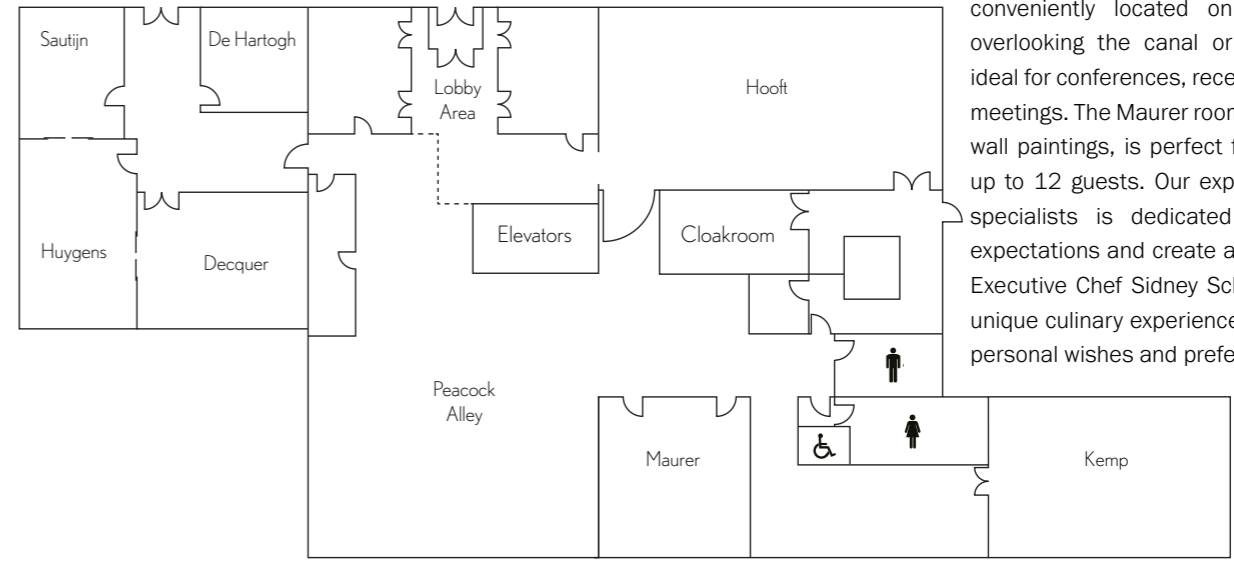 Sautijn
De Hartogh
Lobby
Area
Hooft
Huygens
Decquer
Elevators
Cloakroom
Peacock
Alley
Maurer
Kemp
conveniently located on
overlooking the canal or
ideal for conferences, rece
meetings. The Maurer room
wall paintings, is perfect
up to 12 guests. Our exp
specialists is dedicated
expectations and create a
Executive Chef Sidney Sc
unique culinary experience
personal wishes and prefe